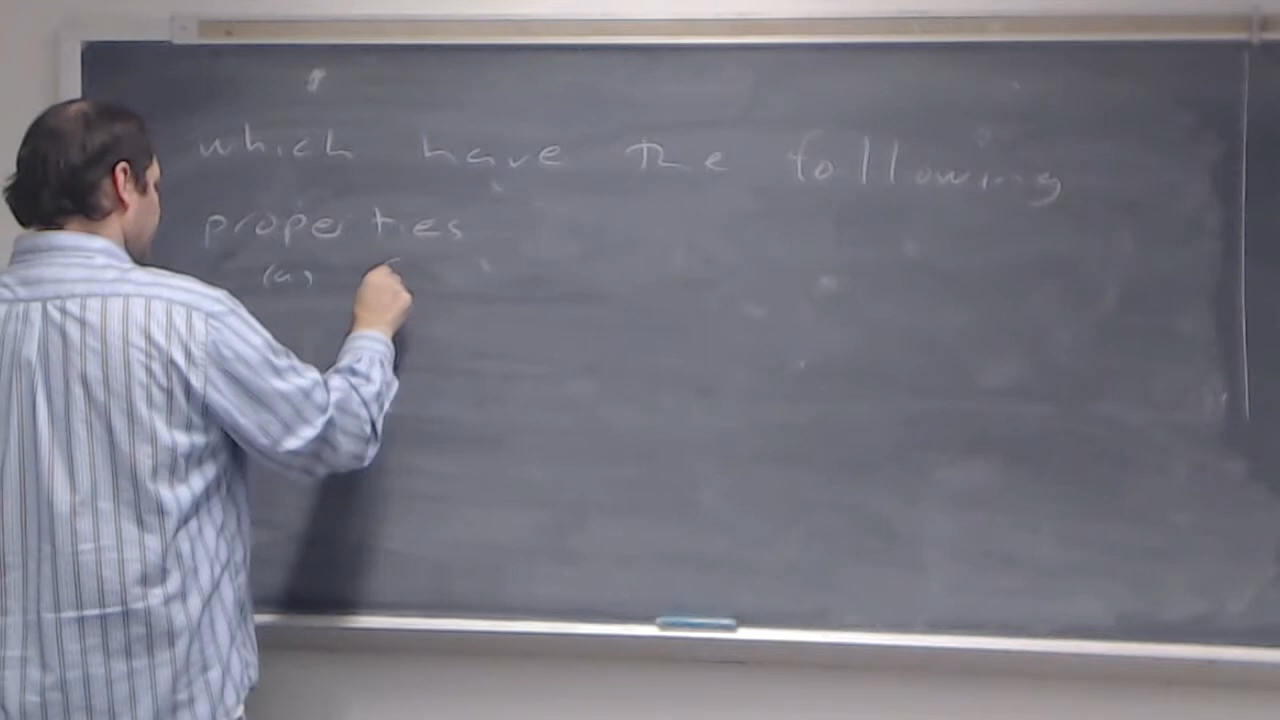 which have the following
properties
(a)